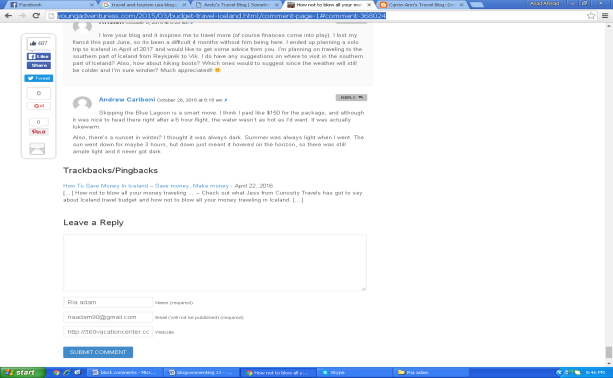 Facebook
travel and tourism usa blog
Andy's Travel Blog | Sometim
How not to blow all your mon
Carrie-Ann's Travel Blog: D
Asad Ahmad
youngadventuress.com/2015/03/budget-travel-iceland.html/comment-page-1#comment-368024
487
Like
Share
Tweet
0
0
Pin it
I love your blog and it inspires me to travel more (of course finances come into play). I lost my
fiancé this past June, so its been a difficult 4 months without him being here. I ended up planning a solo
trip to Iceland in April of 2017 and would like to get some advice from you. I'm planning on traveling to the
southern part of Iceland from Reykjavik to Vik. I do have any suggestions on where to visit in the southern
part of Iceland? Also, how about hiking boots? Which ones would to suggest since the weather will still
be colder and I'm sure windier? Much appreciated!!
REPLY
Andrew Carlboni October 28, 2016 at 6:19 am #
Skipping the Blue Lagoon is a smart move. I think I paid like $150 for the package, and although
it was nice to head there right after a 6 hour flight, the water wasn't as hot as I'd want. It was actually
lukewarm.
Also, there's a sunset in winter? I thought it was always dark. Summer was always light when I went. The
sun went down for maybe 3 hours, but down just meant it hovered on the horizon, so there was still
ample light and it never got dark.
Trackbacks/Pingbacks
How To Save Money In Iceland – Save money, Make money - April 22, 2016
[…] How not to blow all your money traveling … – Check out what Jess from Curiosity Travels has got to say
about Iceland travel budget and how not to blow all your money traveling in Iceland. […]
Leave a Reply
Ria adam Name (required)
riaadam90@gmail.com Email (will not be published) (required)
http://360vacationcenter.cc Website
SUBMIT COMMENT
start
block comments - Mic...
blogcommenting 11 - ...
How not to blow all y...
Skype
Ria adam
8:46 PM